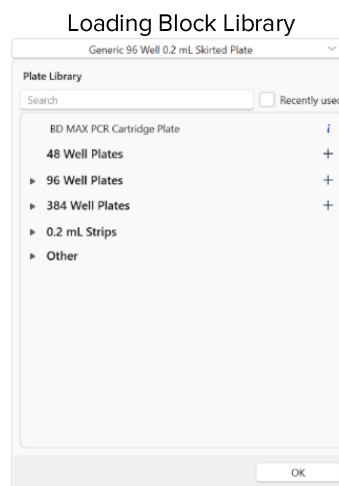 Loading Block Library
Generic 96 Well 0.2 mL Skirted Plate
Plate Library
Search
Recently used
BD MAX PCR Cartridge Plate i
48 Well Plates +
96 Well Plates +
384 Well Plates +
0.2 mL Strips
Other
OK